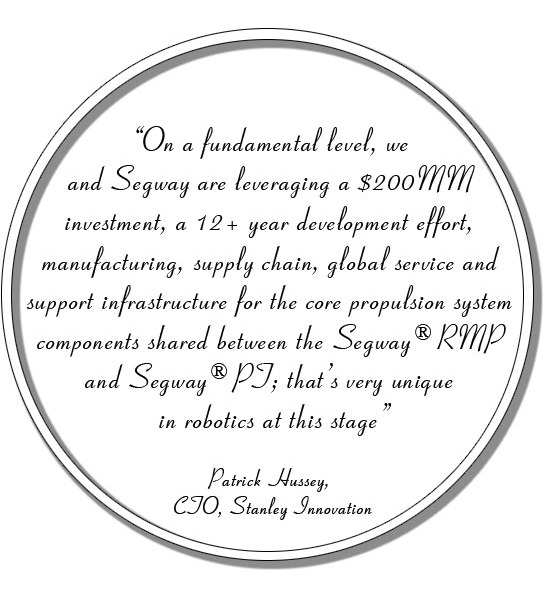 “On a fundamental level, we
and Segway are leveraging a $200MM
investment, a 12+ year development effort,
manufacturing, supply chain, global service and
support infrastructure for the core propulsion system
components shared between the Segway® RMP
and Segway® PT; that’s very unique
in robotics at this stage”
Patrick Hussey,
CTO, Stanley Innovation